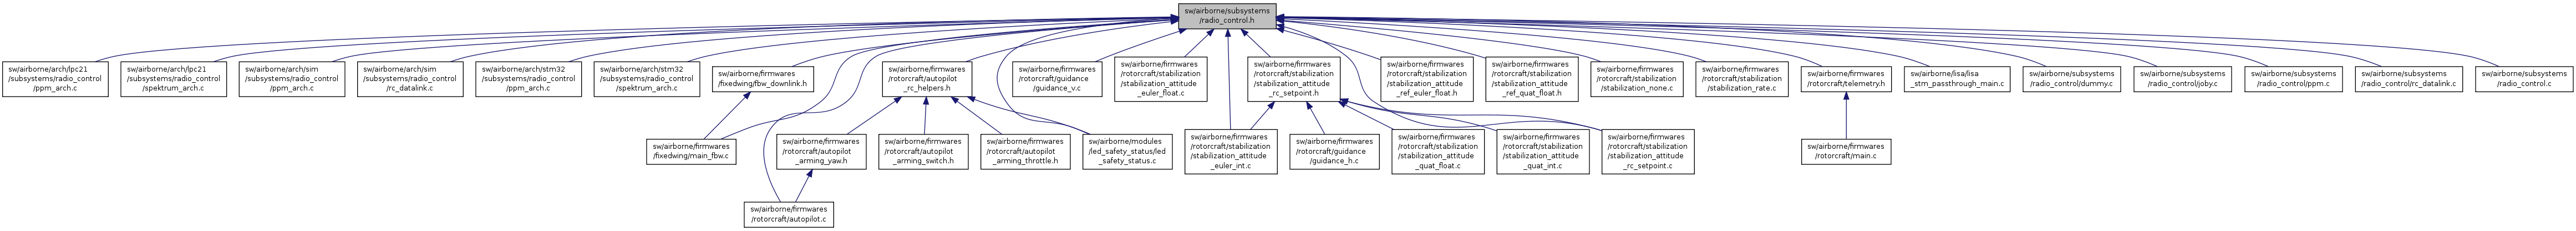 sw/airborne/subsystems
/radio_control.h
sw/airborne/arch/lpc21
/subsystems/radio_control
/ppm_arch.c
sw/airborne/arch/lpc21
/subsystems/radio_control
/spektrum_arch.c
sw/airborne/arch/sim
/subsystems/radio_control
/ppm_arch.c
sw/airborne/arch/sim
/subsystems/radio_control
/rc_datalink.c
sw/airborne/arch/stm32
/subsystems/radio_control
/ppm_arch.c
sw/airborne/arch/stm32
/subsystems/radio_control
/spektrum_arch.c
sw/airborne/firmwares
/fixedwing/fbw_downlink.h
sw/airborne/firmwares
/rotorcraft/autopilot
_rc_helpers.h
sw/airborne/firmwares
/rotorcraft/guidance
/guidance_v.c
sw/airborne/firmwares
/rotorcraft/stabilization
/stabilization_attitude
_euler_float.c
sw/airborne/firmwares
/rotorcraft/stabilization
/stabilization_attitude
_rc_setpoint.h
sw/airborne/firmwares
/rotorcraft/stabilization
/stabilization_attitude
_ref_euler_float.h
sw/airborne/firmwares
/rotorcraft/stabilization
/stabilization_attitude
_ref_quat_float.h
sw/airborne/firmwares
/rotorcraft/stabilization
/stabilization_none.c
sw/airborne/firmwares
/rotorcraft/stabilization
/stabilization_rate.c
sw/airborne/firmwares
/rotorcraft/telemetry.h
sw/airborne/lisa/lisa
_stm_passthrough_main.c
sw/airborne/subsystems
/radio_control/dummy.c
sw/airborne/subsystems
/radio_control/joby.c
sw/airborne/subsystems
/radio_control/ppm.c
sw/airborne/subsystems
/radio_control/rc_datalink.c
sw/airborne/subsystems
/radio_control.c
sw/airborne/firmwares
/fixedwing/main_fbw.c
sw/airborne/firmwares
/rotorcraft/autopilot
_arming_yaw.h
sw/airborne/firmwares
/rotorcraft/autopilot
_arming_switch.h
sw/airborne/firmwares
/rotorcraft/autopilot
_arming_throttle.h
sw/airborne/modules
/led_safety_status/led
_safety_status.c
sw/airborne/firmwares
/rotorcraft/stabilization
/stabilization_attitude
_euler_int.c
sw/airborne/firmwares
/rotorcraft/guidance
/guidance_h.c
sw/airborne/firmwares
/rotorcraft/stabilization
/stabilization_attitude
_quat_float.c
sw/airborne/firmwares
/rotorcraft/stabilization
/stabilization_attitude
_quat_int.c
sw/airborne/firmwares
/rotorcraft/stabilization
/stabilization_attitude
_rc_setpoint.c
sw/airborne/firmwares
/rotorcraft/main.c
sw/airborne/firmwares
/rotorcraft/autopilot.c